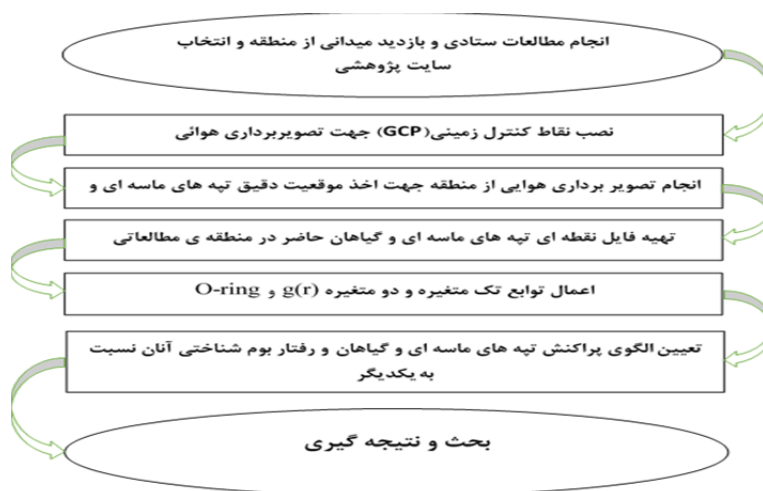 انجام مطالعات ستادی و بازدید میدانی از منطقه و انتخاب
سایت پژوهشی
نصب نقاط کنترل زمینی(GCP) جهت تصویربرداری هوائی
انجام تصویر برداری هوایی از منطقه جهت اخذ موقعیت دقیق تپه های ماسه ای و
تهیه فایل نقطه ای تپه های ماسه ای و گیاهان حاضر در منطقه ی مطالعاتی
اعمال توابع تک متغیره و دو متغیره g(r) و O-ring
تعیین الگوی پراکنش تپه های ماسه ای و گیاهان و رفتار بوم شناختی آنان نسبت
به یکدیگر
بحث و نتیجه گیری